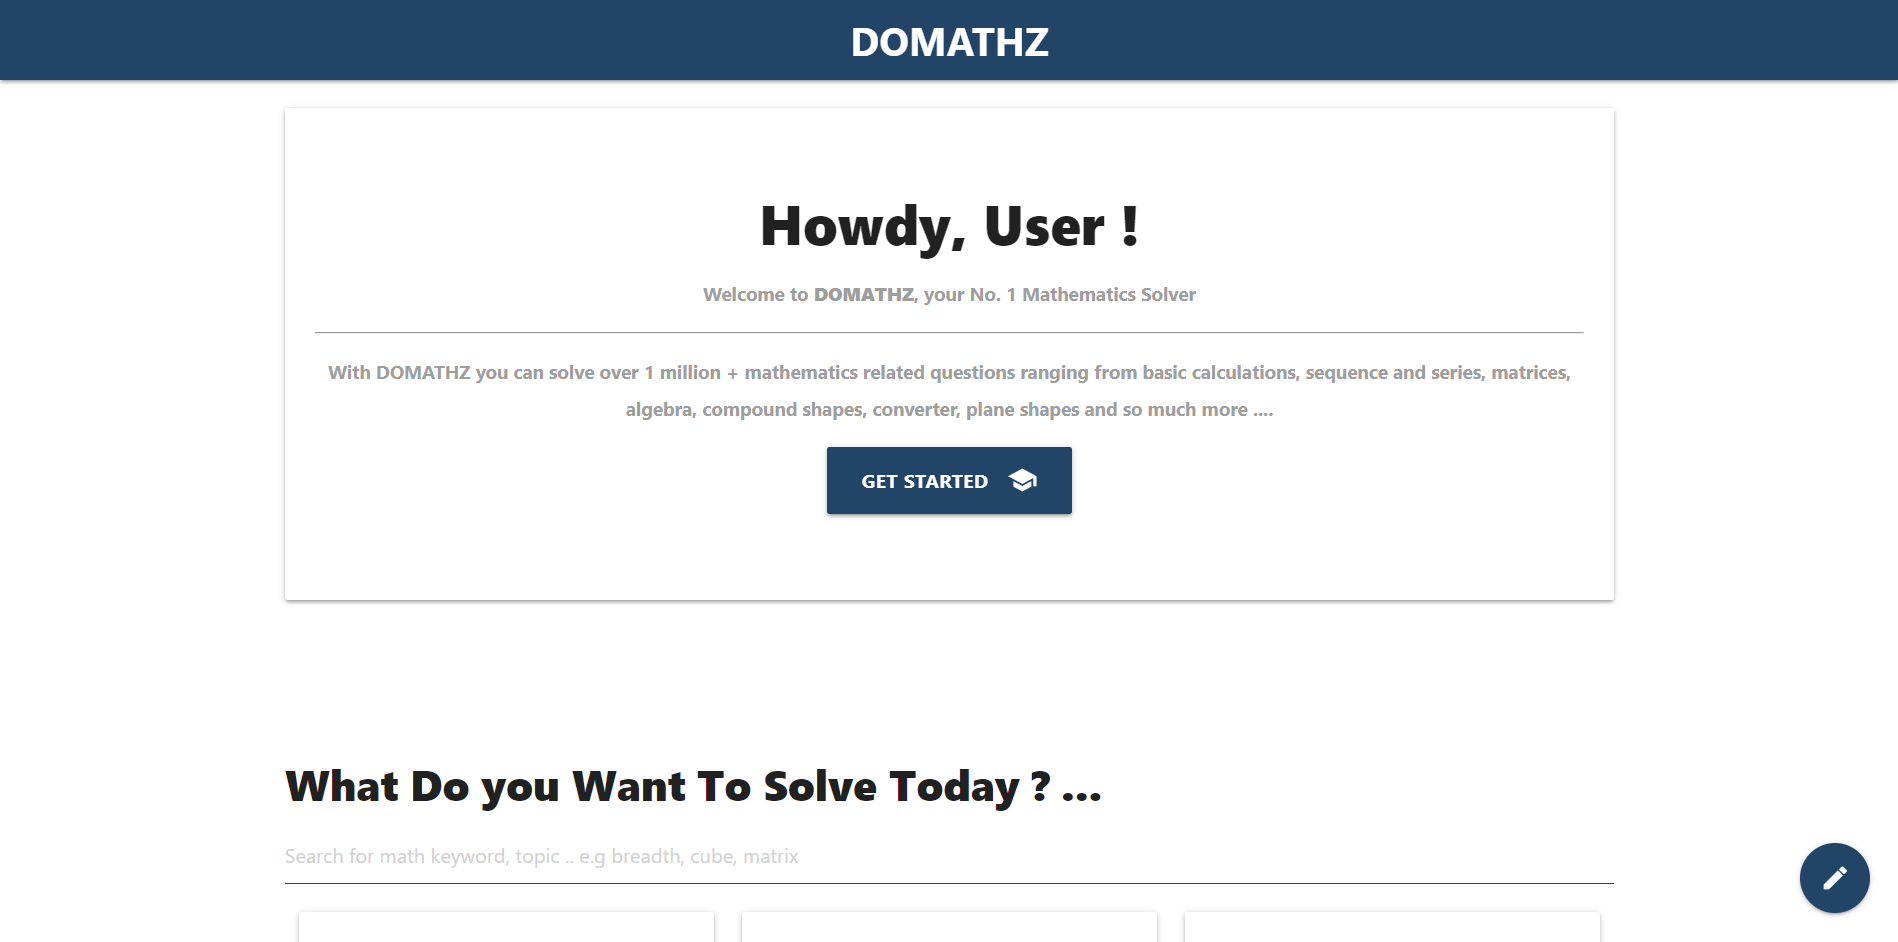 DOMATHZ
Howdy, User !
Welcome to DOMATHZ, your No. 1 Mathematics Solver
With DOMATHZ you can solve over 1 million + mathematics related questions ranging from basic calculations, sequence and series, matrices,
algebra, compound shapes, converter, plane shapes and so much more ....
GET STARTED
What Do you Want To Solve Today ? ...
Search for math keyword, topic .. e.g breadth, cube, matrix